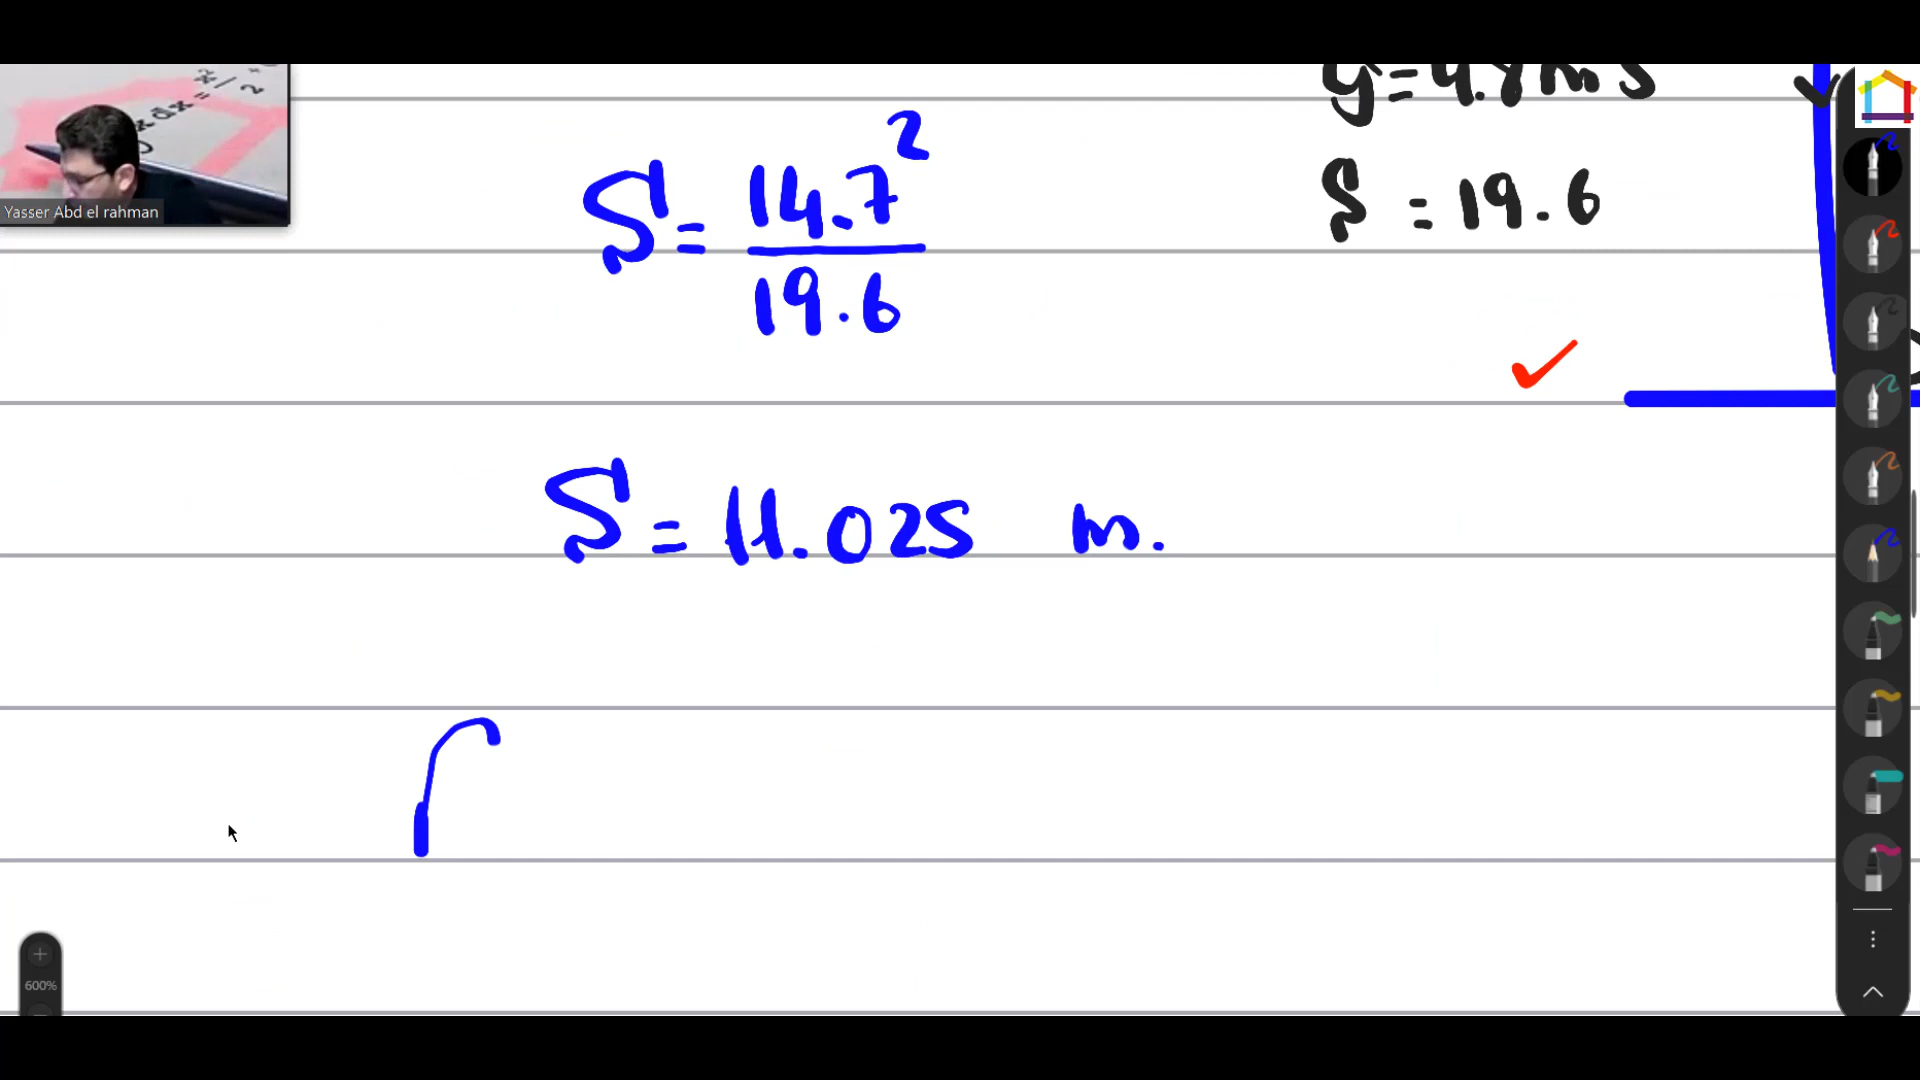 S = 14.7² / 19.6
S = 11.025 m.
S = 19.6
Yasser Abd el rahman
600%